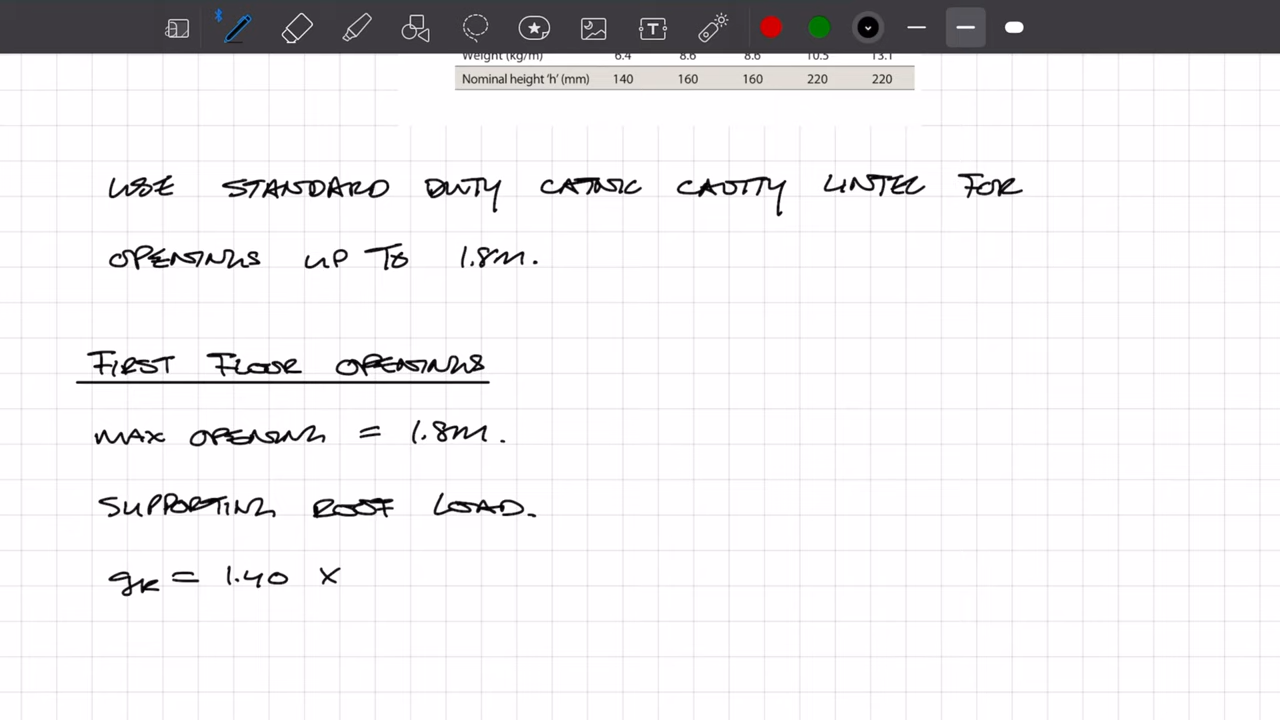 Weight (kg/m) 6.4 8.6 8.6 10.5 13.1
Nominal height 'h' (mm) 140 160 160 220 220
USE STANDARD DUTY CATNIC CAVITY LINTEL FOR
OPENINGS UP TO 1.8M.
FIRST FLOOR OPENINGS
MAX OPENING = 1.8M.
SUPPORTING ROOF LOAD.
gk = 1.40 ×